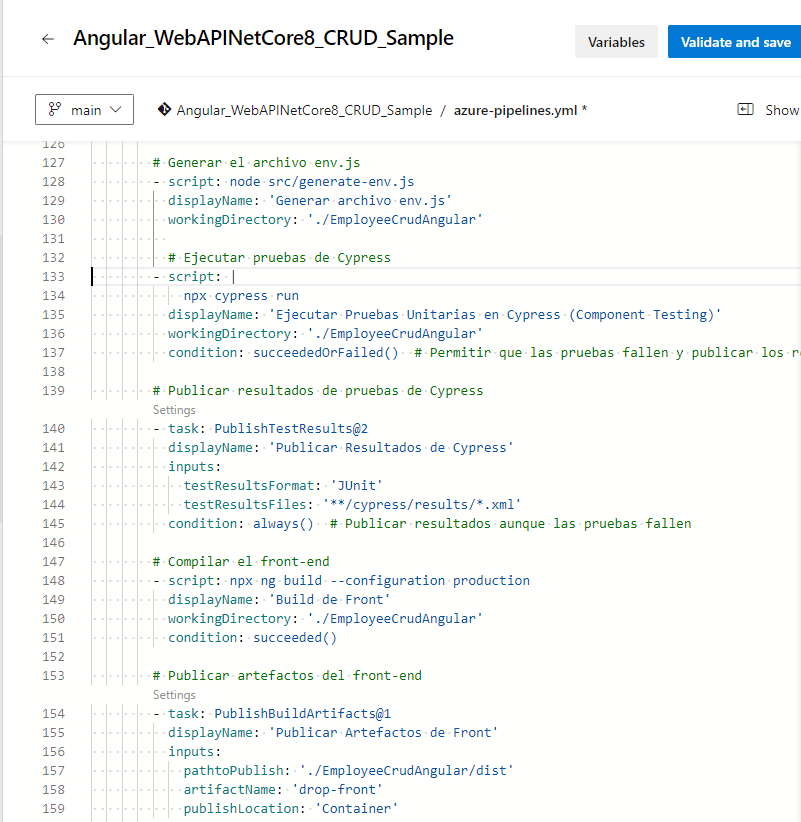 ← Angular_WebAPINetCore8_CRUD_Sample Variables Validate and save
main Angular_WebAPINetCore8_CRUD_Sample / azure-pipelines.yml * Show
126
127 # Generar el archivo env.js
128 - script: node src/generate-env.js
129 displayName: 'Generar archivo env.js'
130 workingDirectory: './EmployeeCrudAngular'
131
132 # Ejecutar pruebas de Cypress
133 - script: |
134 npx cypress run
135 displayName: 'Ejecutar Pruebas Unitarias en Cypress (Component Testing)'
136 workingDirectory: './EmployeeCrudAngular'
137 condition: succeededOrFailed() # Permitir que las pruebas fallen y publicar los
138
139 # Publicar resultados de pruebas de Cypress
Settings
140 - task: PublishTestResults@2
141 displayName: 'Publicar Resultados de Cypress'
142 inputs:
143 testResultsFormat: 'JUnit'
144 testResultsFiles: '**/cypress/results/*.xml'
145 condition: always() # Publicar resultados aunque las pruebas fallen
146
147 # Compilar el front-end
148 - script: npx ng build --configuration production
149 displayName: 'Build de Front'
150 workingDirectory: './EmployeeCrudAngular'
151 condition: succeeded()
152
153 # Publicar artefactos del front-end
Settings
154 - task: PublishBuildArtifacts@1
155 displayName: 'Publicar Artefactos de Front'
156 inputs:
157 pathtoPublish: './EmployeeCrudAngular/dist'
158 artifactName: 'drop-front'
159 publishLocation: 'Container'